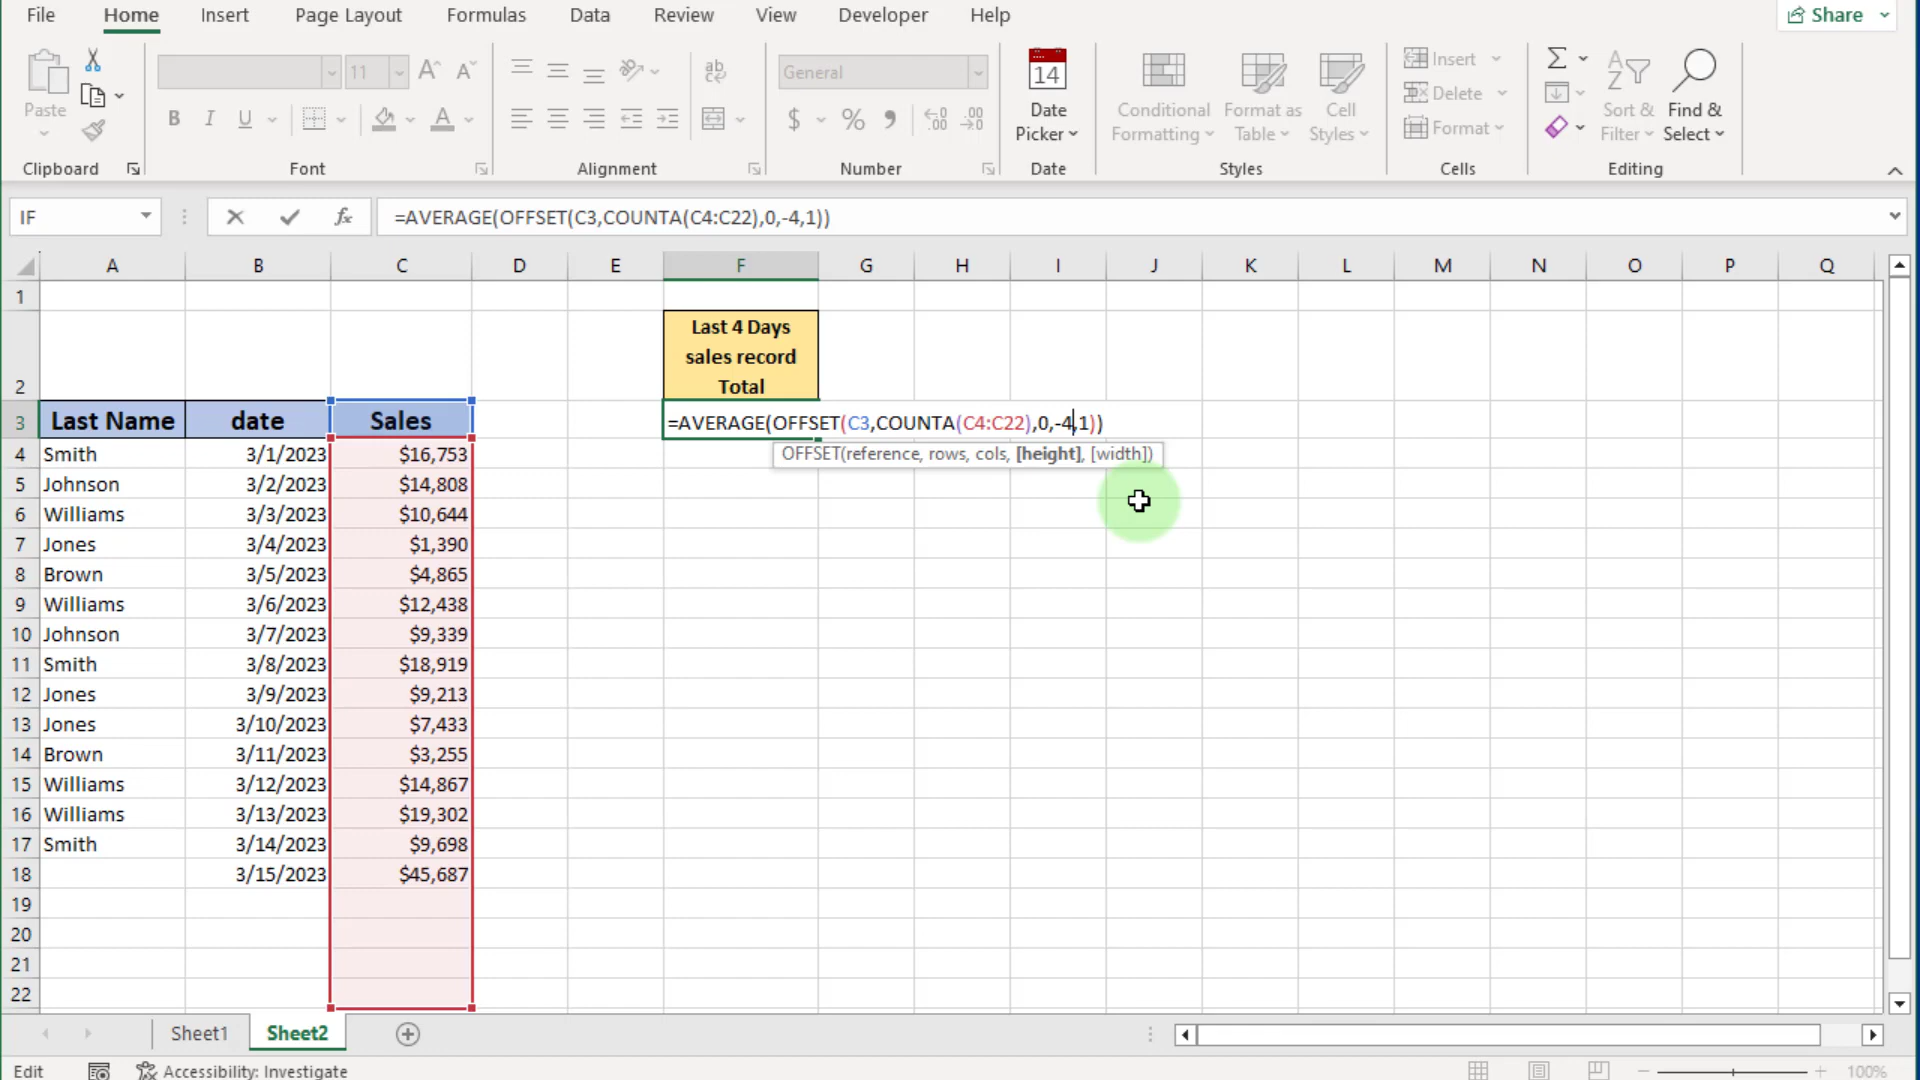 File Home Insert Page Layout Formulas Data Review View Developer Help Share
11 General Insert
14
Paste Date Conditional Format as Cell Delete Sort & Find &
B I U $ % Picker Formatting Table Styles Format Filter Select
Clipboard Font Alignment Number Date Styles Cells Editing
IF fx =AVERAGE(OFFSET(C3,COUNTA(C4:C22),0,-4,1))
A B C D E F G H I J K L M N O P Q
1
Last 4 Days
sales record
2 Total
3 Last Name date Sales =AVERAGE(OFFSET(C3,COUNTA(C4:C22),0,-4,1))
4 Smith 3/1/2023 $16,753 OFFSET(reference, rows, cols, [height], [width])
5 Johnson 3/2/2023 $14,808
6 Williams 3/3/2023 $10,644
7 Jones 3/4/2023 $1,390
8 Brown 3/5/2023 $4,865
9 Williams 3/6/2023 $12,438
10 Johnson 3/7/2023 $9,339
11 Smith 3/8/2023 $18,919
12 Jones 3/9/2023 $9,213
13 Jones 3/10/2023 $7,433
14 Brown 3/11/2023 $3,255
15 Williams 3/12/2023 $14,867
16 Williams 3/13/2023 $19,302
17 Smith 3/14/2023 $9,698
18 3/15/2023 $45,687
19
20
21
22
Sheet1 Sheet2
Edit Accessibility: Investigate 100%